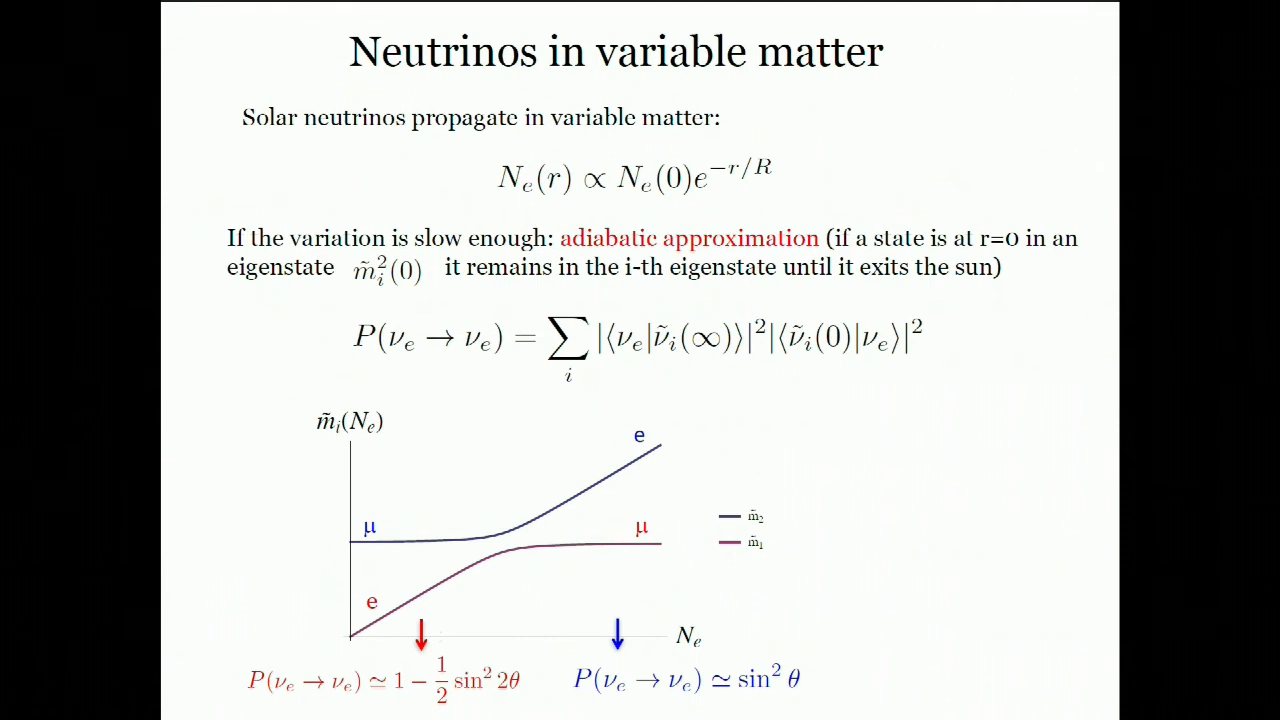 Neutrinos in variable matter
Solar neutrinos propagate in variable matter:
N_e(r) ∝ N_e(0)e^{-r/R}
If the variation is slow enough: adiabatic approximation (if a state is at r=0 in an
eigenstate m̃_i^2(0) it remains in the i-th eigenstate until it exits the sun)
P(ν_e → ν_e) = ∑_i |⟨ν_e|ν̃_i(∞)⟩|^2|⟨ν̃_i(0)|ν_e⟩|^2
m̃_i(N_e)
e
μ
μ
m̃_2
m̃_1
e
N_e
P(ν_e → ν_e) ≃ 1 − 1/2 sin^2 2θ
P(ν_e → ν_e) ≃ sin^2 θ